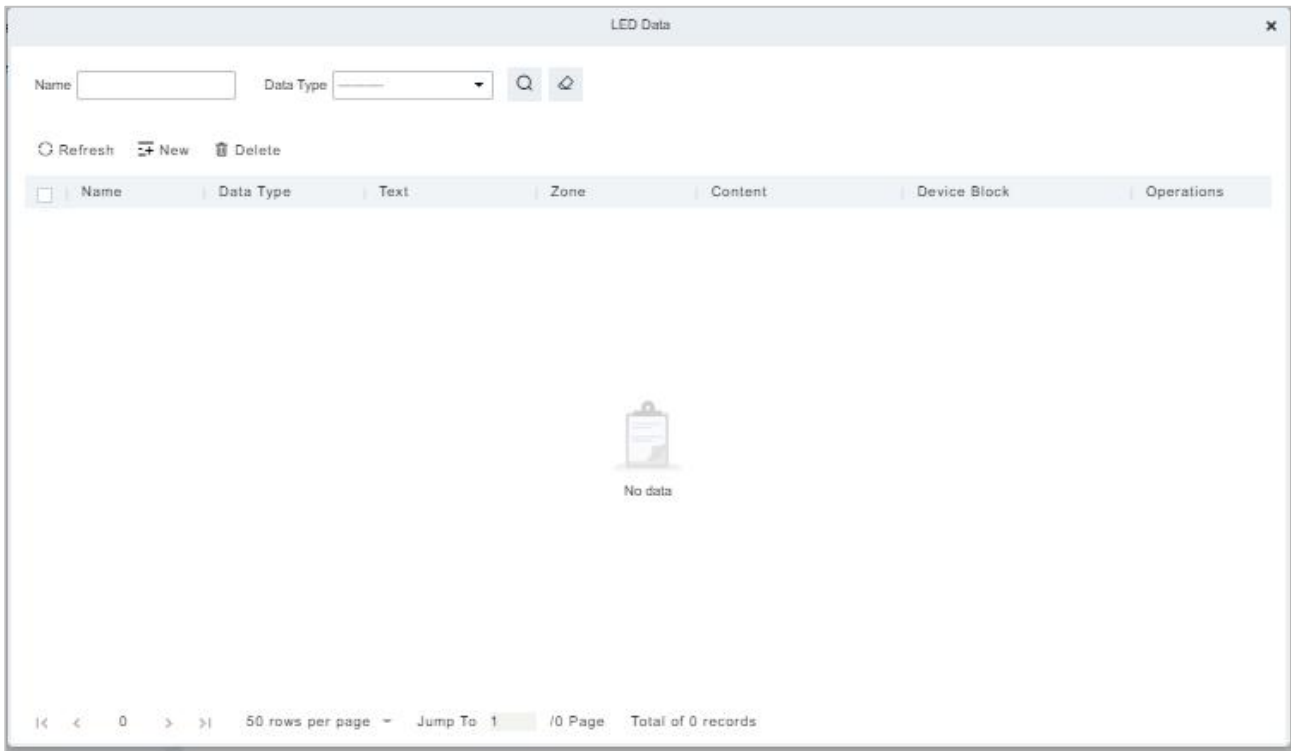 LED Data
Name Data Type ----------
Refresh New Delete
Name Data Type Text Zone Content Device Block Operations
No data
0 50 rows per page Jump To 1 /0 Page Total of 0 records